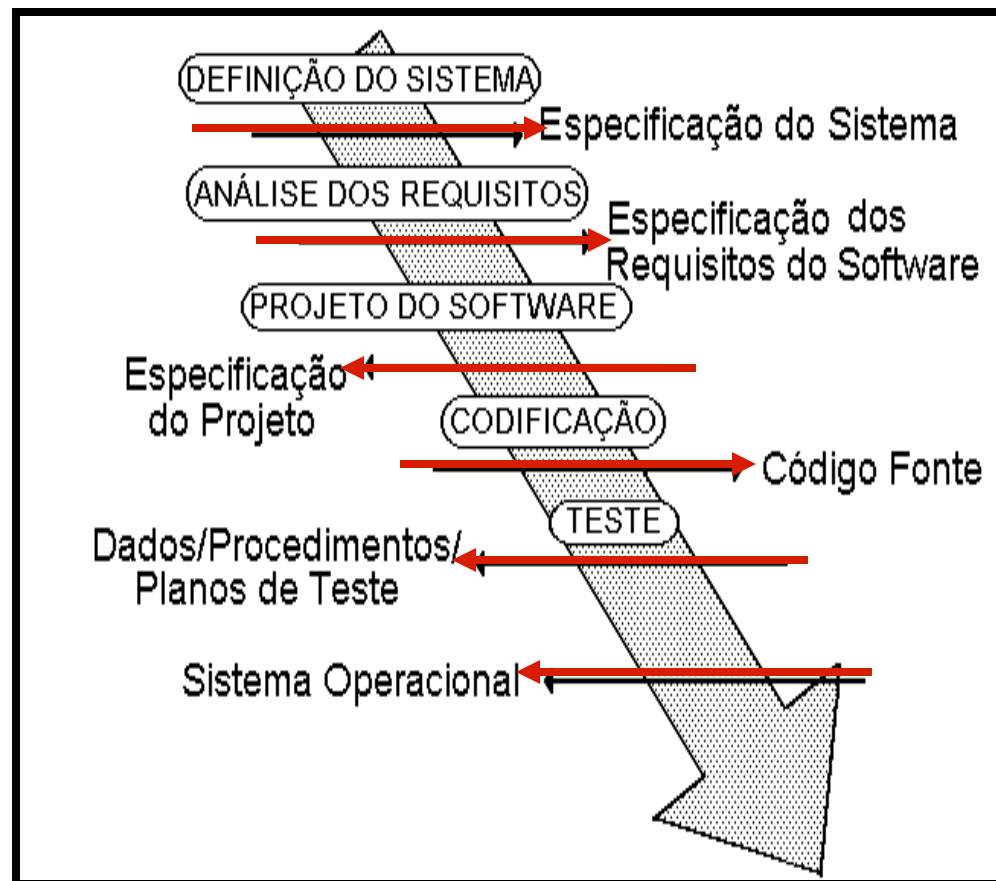 DEFINIÇÃO DO SISTEMA
Especificação do Sistema
ANÁLISE DOS REQUISITOS
Especificação dos
Requisitos do Software
PROJETO DO SOFTWARE
Especificação
do Projeto
CODIFICAÇÃO
Código Fonte
TESTE
Dados/Procedimentos/
Planos de Teste
Sistema Operacional